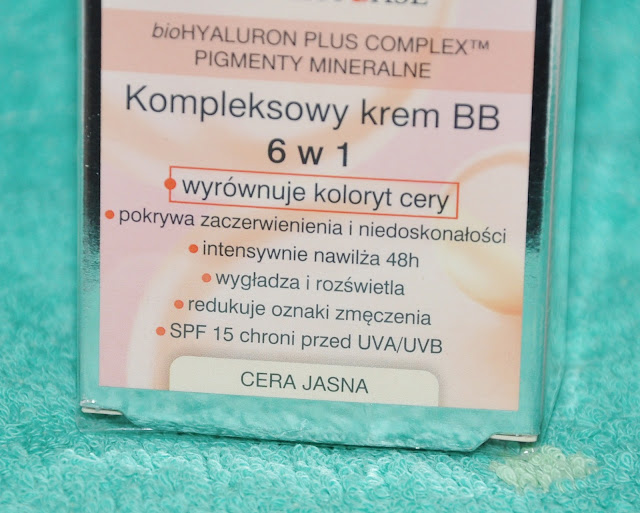 bioHYALURON PLUS COMPLEX™
PIGMENTY MINERALNE
Kompleksowy krem BB
6 w 1
• wyrównuje koloryt cery
• pokrywa zaczerwienienia i niedoskonałości
• intensywnie nawilża 48h
• wygładza i rozświetla
• redukuje oznaki zmęczenia
• SPF 15 chroni przed UVA/UVB
CERA JASNA